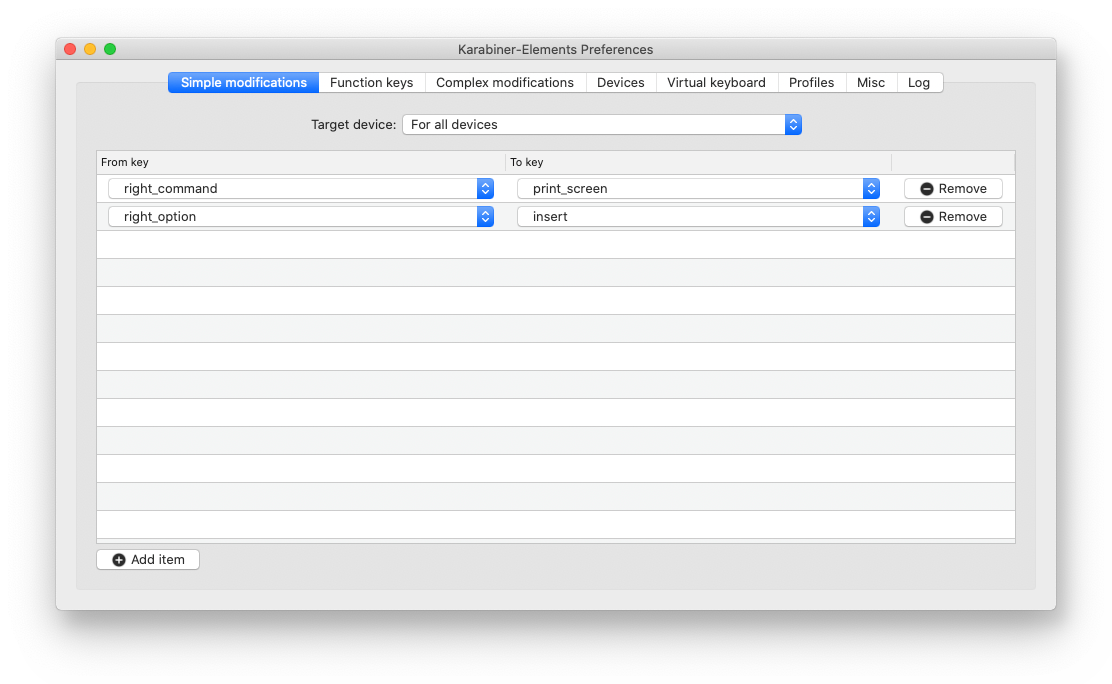 Karabiner-Elements Preferences
Simple modifications Function keys Complex modifications Devices Virtual keyboard Profiles Misc Log
Target device: For all devices
From key To key
right_command print_screen Remove
right_option insert Remove
Add item